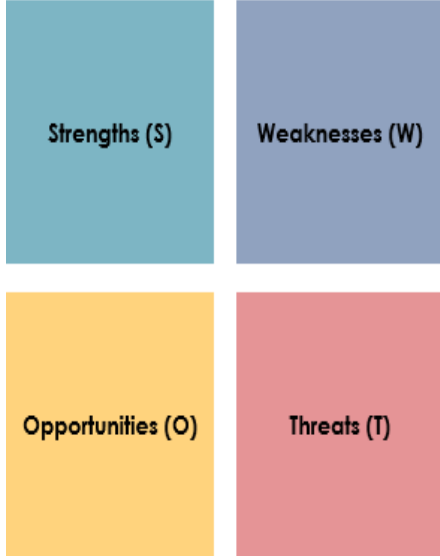 Strengths (S)
Weaknesses (W)
Opportunities (O)
Threats (T)